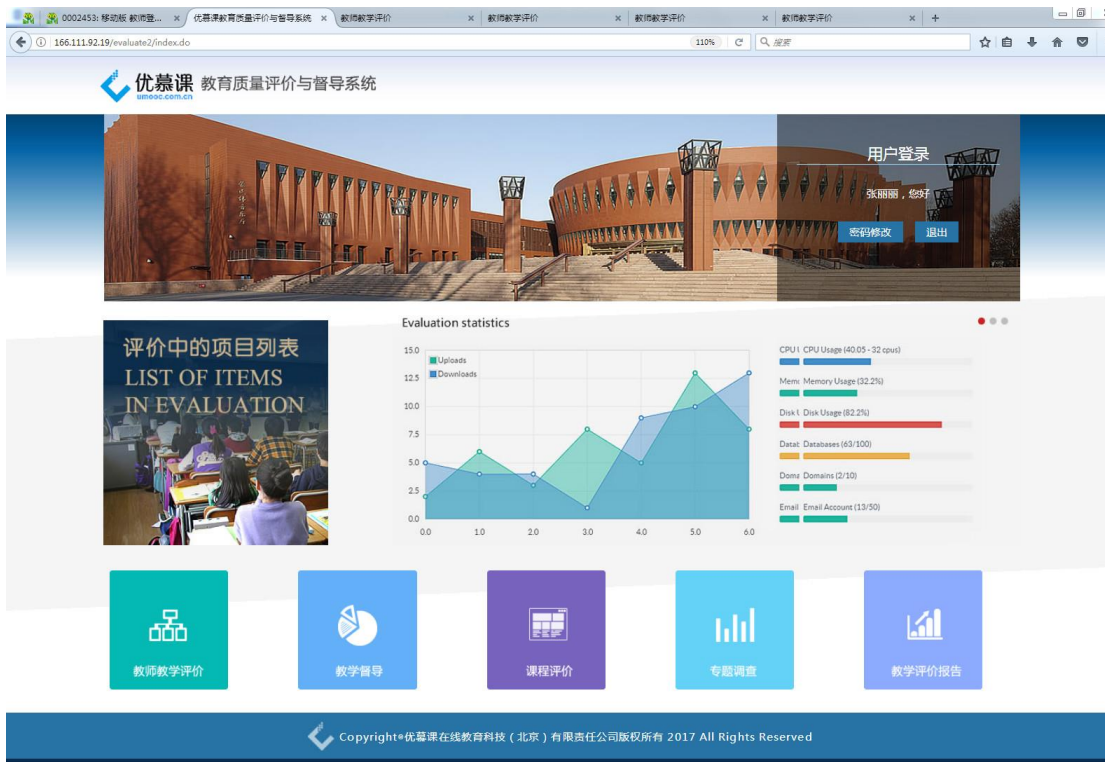 0002453: 移动版 教师登...
优慕课教育质量评价与督导系统
教师教学评价
教师教学评价
教师教学评价
教师教学评价
166.111.92.19/evaluate2/index.do
110%
搜索
优慕课 教育质量评价与督导系统
umooc.com.cn
用户登录
张丽丽，您好
密码修改
退出
评价中的项目列表
LIST OF ITEMS
IN EVALUATION
Evaluation statistics
Uploads
Downloads
15.0
12.5
10.0
7.5
5.0
2.5
0.0
0.0 1.0 2.0 3.0 4.0 5.0 6.0
CPU U CPU Usage (40.05 - 32 cpus)
Memo Memory Usage (32.2%)
Disk U Disk Usage (82.2%)
Datab Databases (63/100)
Doma Domains (2/10)
Email Email Account (13/50)
教师教学评价
教学督导
课程评价
专题调查
教学评价报告
Copyright©优慕课在线教育科技（北京）有限责任公司版权所有 2017 All Rights Reserved